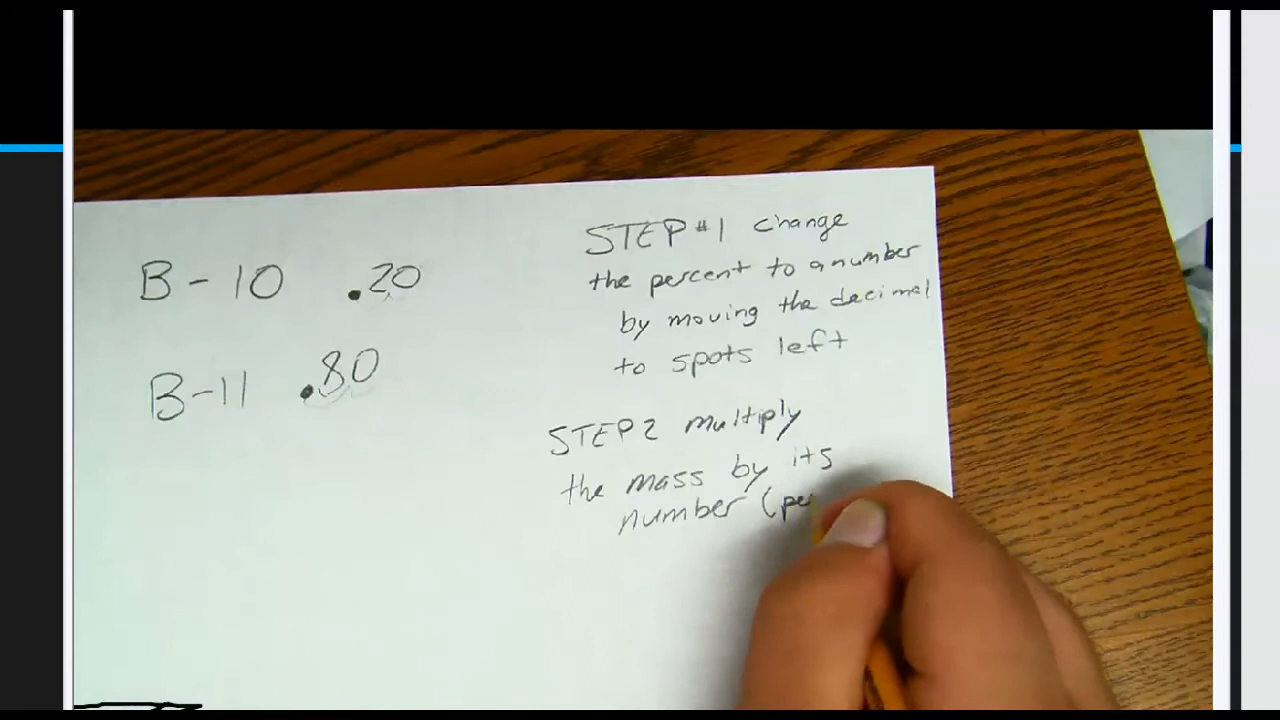 B-10 .20
B-11 .80
STEP #1 change
the percent to a number
by moving the decimal
to spots left
STEP 2 multiply
the mass by its
number (pe